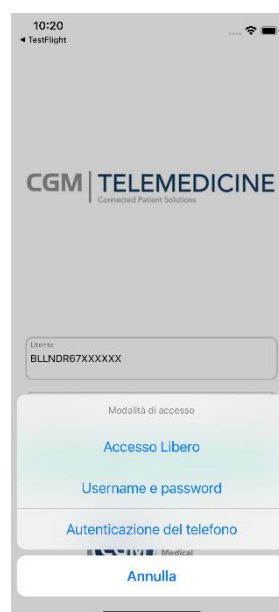 10:20
TestFlight
CGM TELEMEDICINE
Connected Patient Solutions
Utente
BLLNDR67XXXXXX
Modalità di accesso
Accesso Libero
Username e password
Autenticazione del telefono
CGM Medical
Annulla